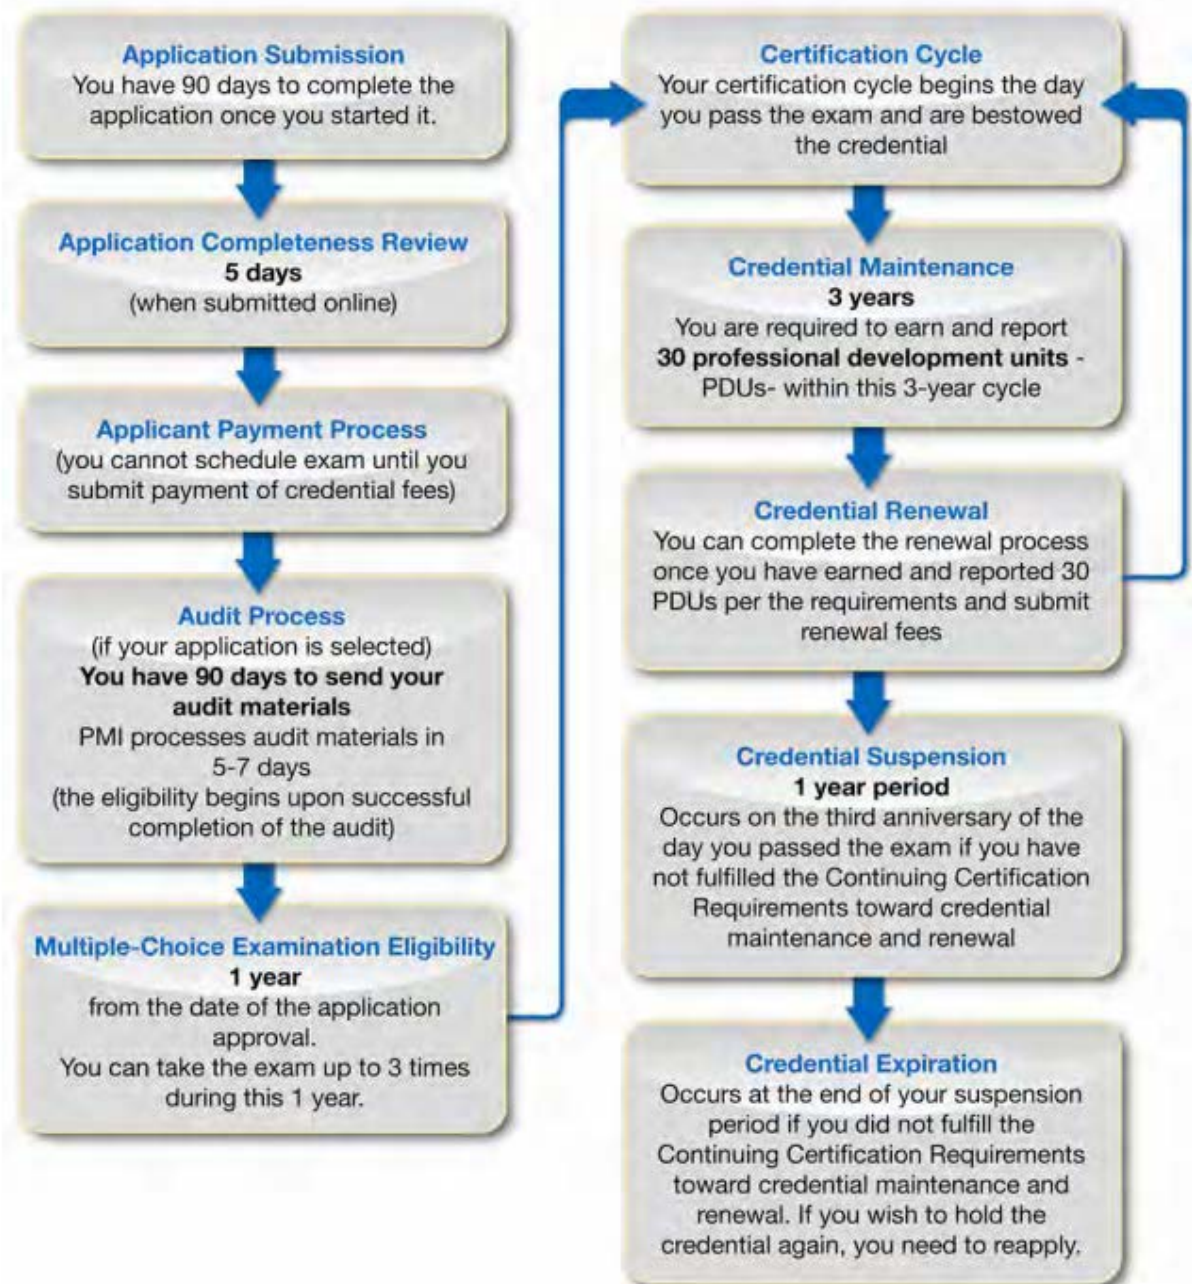 Application Submission
You have 90 days to complete the
application once you started it.
Application Completeness Review
5 days
(when submitted online)
Applicant Payment Process
(you cannot schedule exam until you
submit payment of credential fees)
Audit Process
(if your application is selected)
You have 90 days to send your
audit materials
PMI processes audit materials in
5-7 days
(the eligibility begins upon successful
completion of the audit)
Multiple-Choice Examination Eligibility
1 year
from the date of the application
approval.
You can take the exam up to 3 times
during this 1 year.
Certification Cycle
Your certification cycle begins the day
you pass the exam and are bestowed
the credential
Credential Maintenance
3 years
You are required to earn and report
30 professional development units -
PDUs- within this 3-year cycle
Credential Renewal
You can complete the renewal process
once you have earned and reported 30
PDUs per the requirements and submit
renewal fees
Credential Suspension
1 year period
Occurs on the third anniversary of the
day you passed the exam if you have
not fulfilled the Continuing Certification
Requirements toward credential
maintenance and renewal
Credential Expiration
Occurs at the end of your suspension
period if you did not fulfill the
Continuing Certification Requirements
toward credential maintenance and
renewal. If you wish to hold the
credential again, you need to reapply.